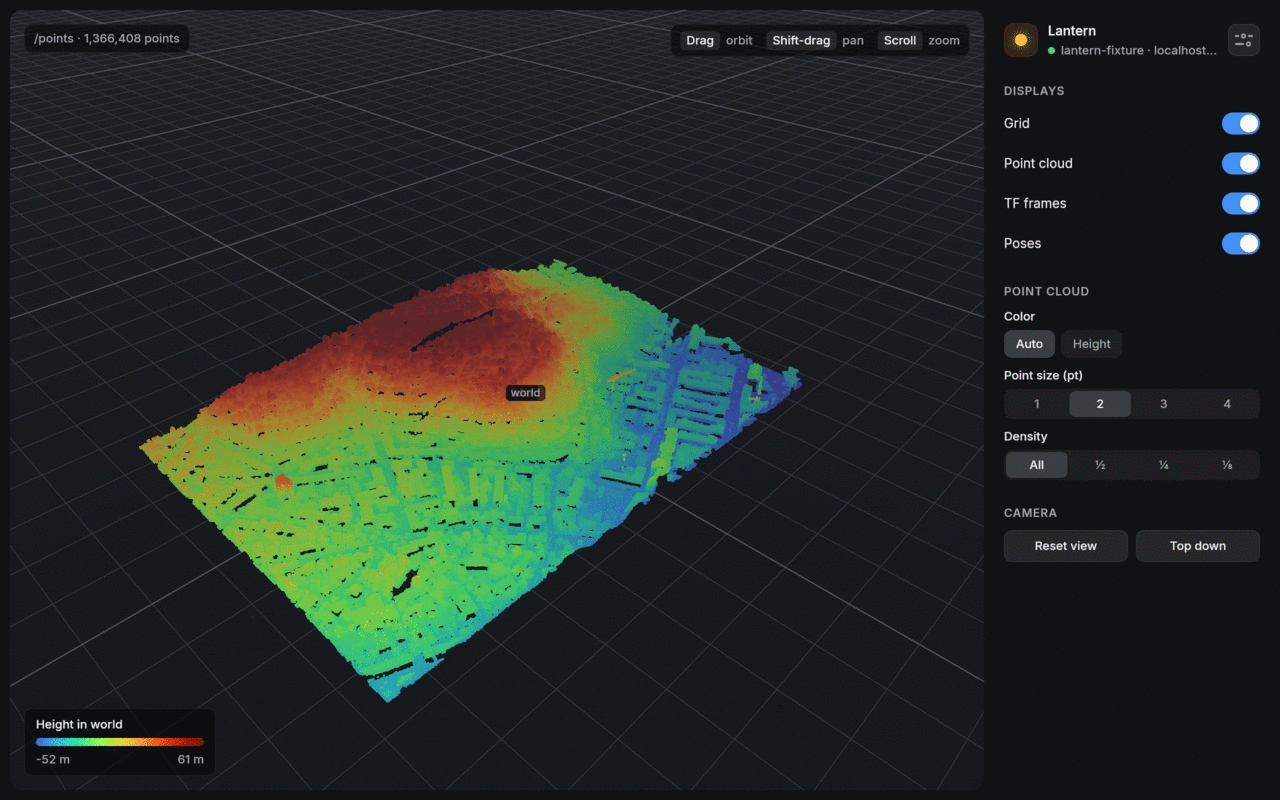 /points · 1,366,408 points
Drag orbit Shift-drag pan Scroll zoom
world
Height in world
-52 m 61 m
Lantern
lantern-fixture · localhost...
DISPLAYS
Grid
Point cloud
TF frames
Poses
POINT CLOUD
Color
Auto Height
Point size (pt)
1 2 3 4
Density
All ½ ¼ ⅛
CAMERA
Reset view Top down